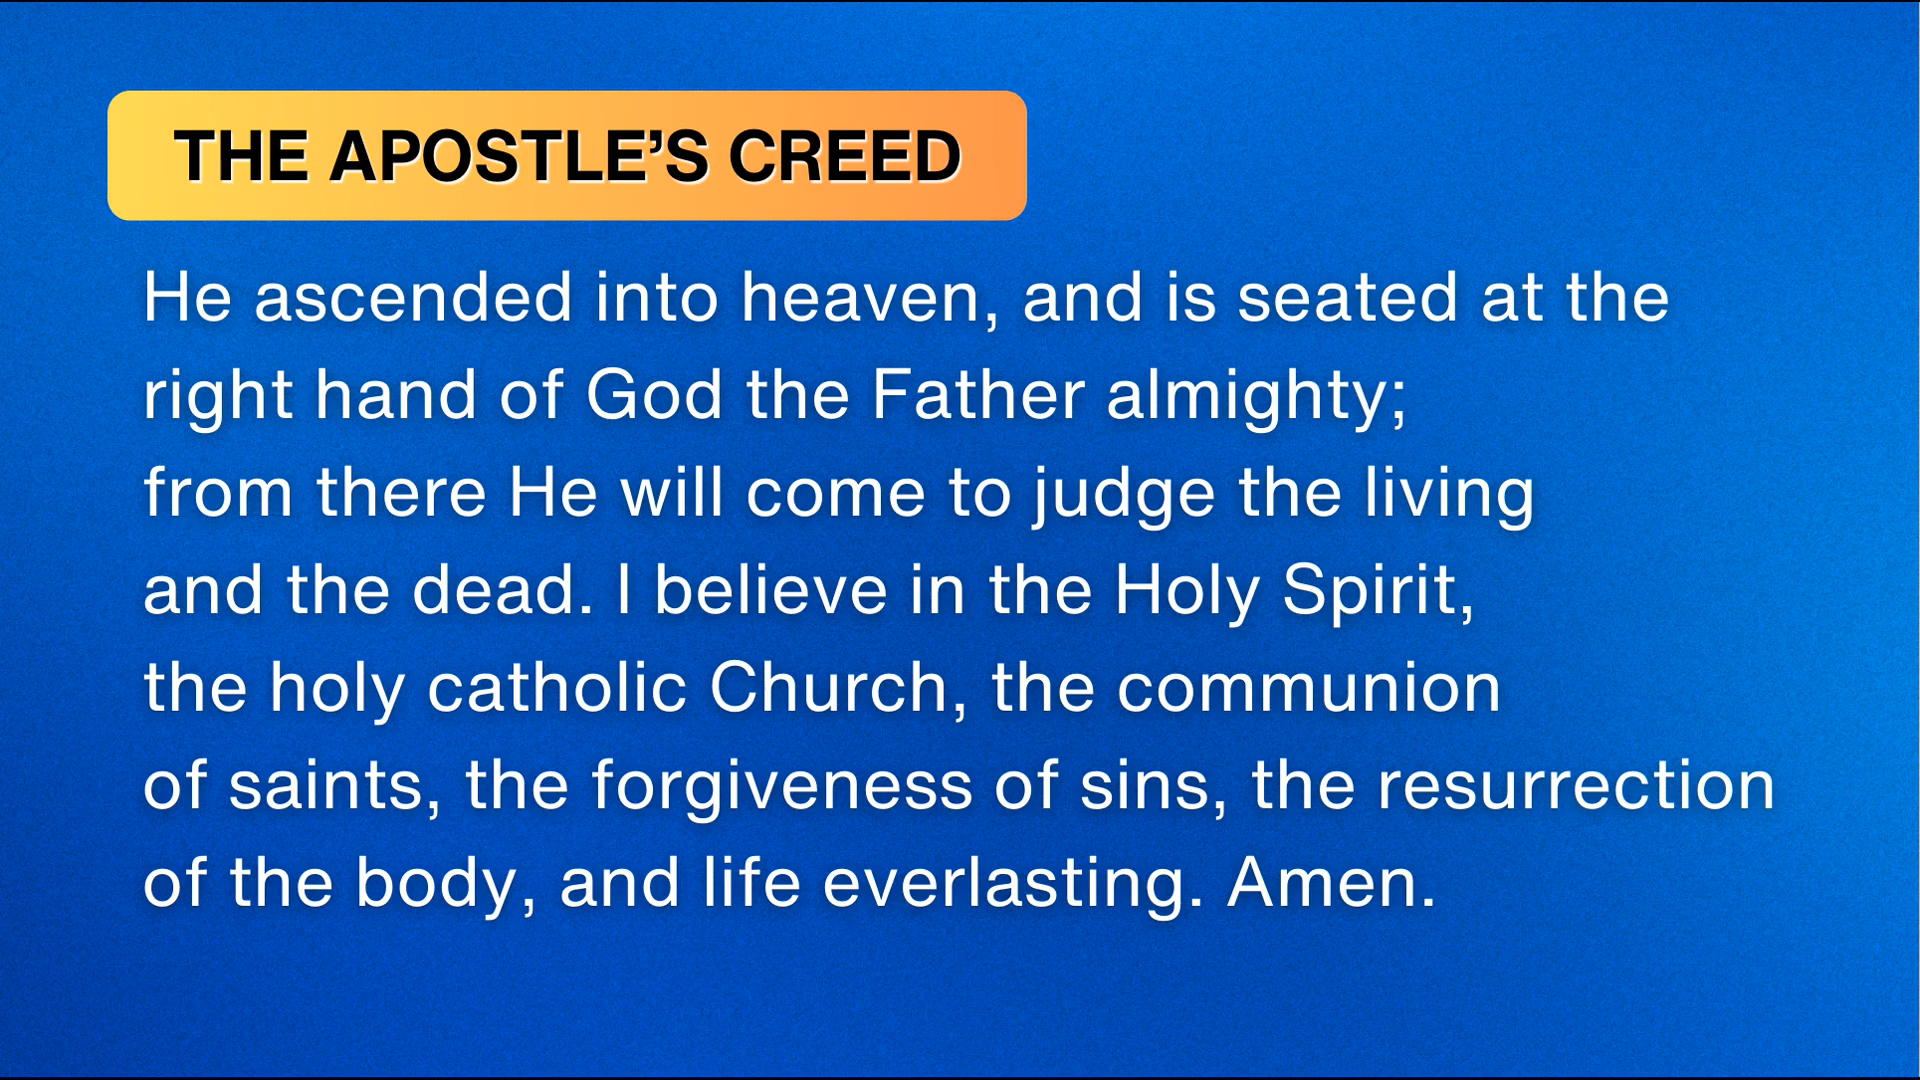 THE APOSTLE’S CREED
He ascended into heaven, and is seated at the
right hand of God the Father almighty;
from there He will come to judge the living
and the dead. I believe in the Holy Spirit,
the holy catholic Church, the communion
of saints, the forgiveness of sins, the resurrection
of the body, and life everlasting. Amen.